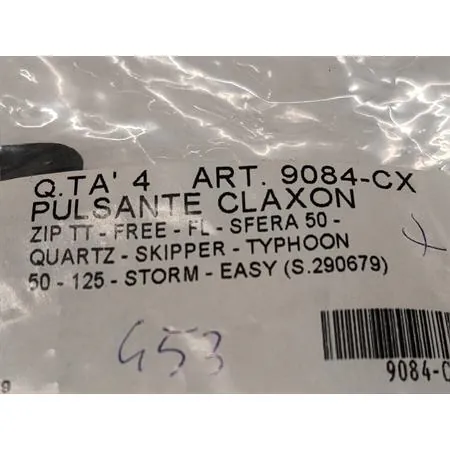 Q.TA' 4 ART. 9084-CX
PULSANTE CLAXON
ZIP TT - FREE - FL - SFERA 50 -
QUARTZ - SKIPPER - TYPHOON
50 - 125 - STORM - EASY (S.290679)
453
9084-C
9